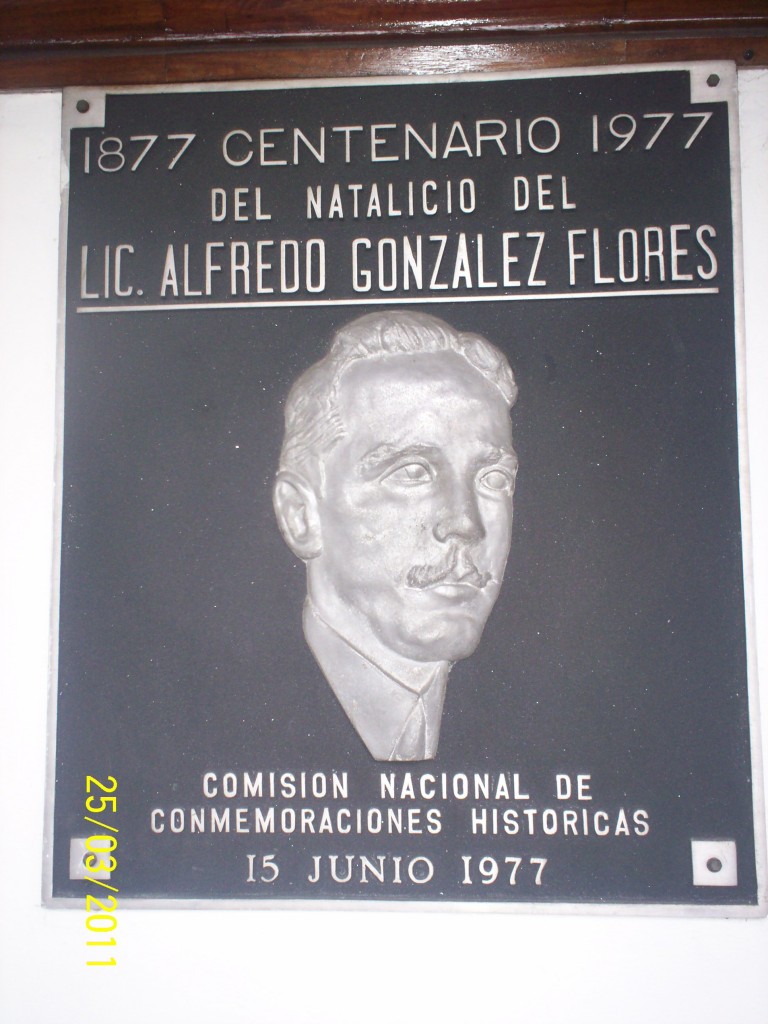 1877 CENTENARIO 1977
DEL NATALICIO DEL
LIC. ALFREDO GONZALEZ FLORES
COMISION NACIONAL DE
CONMEMORACIONES HISTORICAS
15 JUNIO 1977
25/03/2011